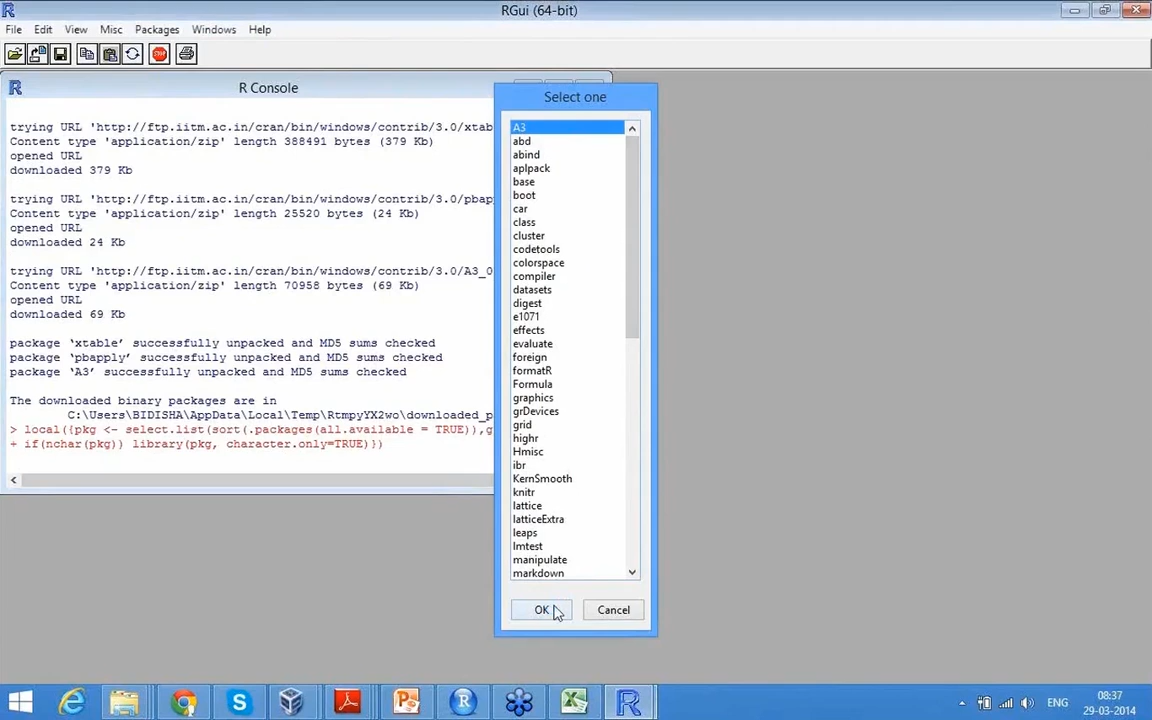 RGui (64-bit)
File Edit View Misc Packages Windows Help
R Console
trying URL 'http://ftp.iitm.ac.in/cran/bin/windows/contrib/3.0/xtab
Content type 'application/zip' length 388491 bytes (379 Kb)
opened URL
downloaded 379 Kb
trying URL 'http://ftp.iitm.ac.in/cran/bin/windows/contrib/3.0/pbapp
Content type 'application/zip' length 25520 bytes (24 Kb)
opened URL
downloaded 24 Kb
trying URL 'http://ftp.iitm.ac.in/cran/bin/windows/contrib/3.0/A3_0
Content type 'application/zip' length 70958 bytes (69 Kb)
opened URL
downloaded 69 Kb
package ‘xtable’ successfully unpacked and MD5 sums checked
package ‘pbapply’ successfully unpacked and MD5 sums checked
package ‘A3’ successfully unpacked and MD5 sums checked
The downloaded binary packages are in
C:\Users\BIDISHA\AppData\Local\Temp\RtmpyYX2wo\downloaded_p
> local({pkg <- select.list(sort(.packages(all.available = TRUE)),g
+ if(nchar(pkg)) library(pkg, character.only=TRUE)})
Select one
A3
abd
abind
aplpack
base
boot
car
class
cluster
codetools
colorspace
compiler
datasets
digest
e1071
effects
evaluate
foreign
formatR
Formula
graphics
grDevices
grid
highr
Hmisc
ibr
KernSmooth
knitr
lattice
latticeExtra
leaps
lmtest
manipulate
markdown
OK Cancel
ENG
08:37
29-03-2014